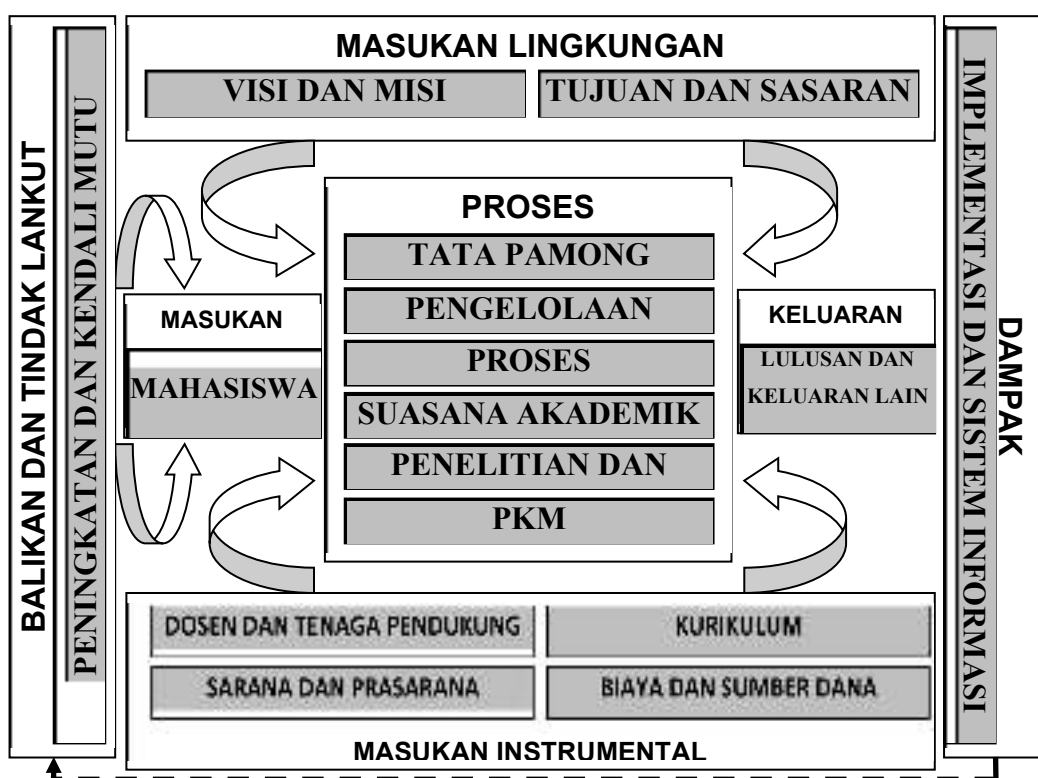 MASUKAN LINGKUNGAN
VISI DAN MISI
TUJUAN DAN SASARAN
BALIKAN DAN TINDAK LANKUT
PENINGKATAN DAN KENDALI MUTU
MASUKAN
MAHASISWA
PROSES
TATA PAMONG
PENGELOLAAN
PROSES
SUASANA AKADEMIK
PENELITIAN DAN
PKM
KELUARAN
LULUSAN DAN
KELUARAN LAIN
IMPLEMENTASI DAN SISTEM INFORMASI
DAMPAK
DOSEN DAN TENAGA PENDUKUNG
KURIKULUM
SARANA DAN PRASARANA
BIAYA DAN SUMBER DANA
MASUKAN INSTRUMENTAL